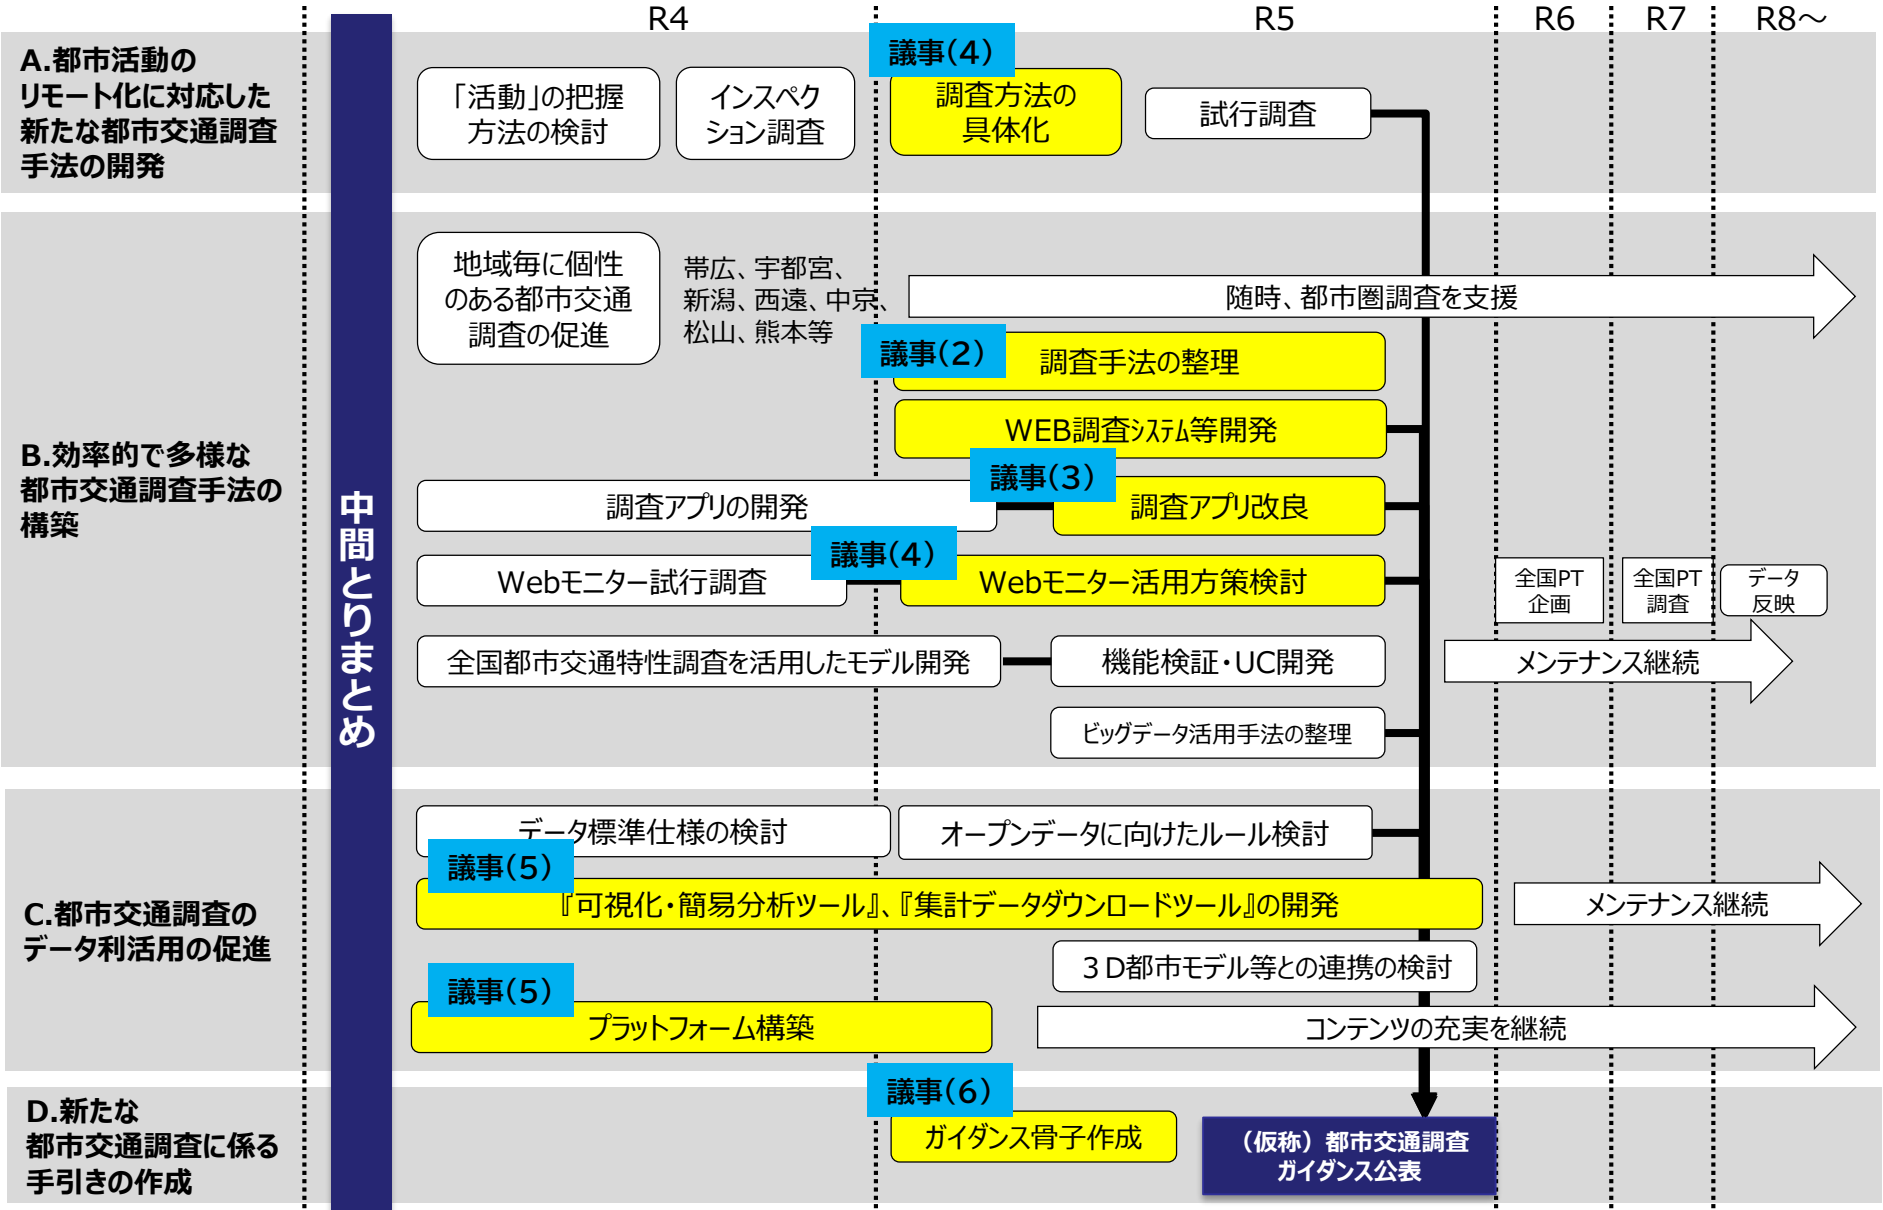 R4
R5
R6
R7
R8～
A.都市活動の
リモート化に対応した
新たな都市交通調査
手法の開発
「活動」の把握
方法の検討
インスペク
ション調査
議事(4)
調査方法の
具体化
試行調査
中間とりまとめ
B.効率的で多様な
都市交通調査手法の
構築
地域毎に個性
のある都市交通
調査の促進
帯広、宇都宮、
新潟、西遠、中京、
松山、熊本等
随時、都市圏調査を支援
議事(2)
調査手法の整理
WEB調査システム等開発
議事(3)
調査アプリの開発
調査アプリ改良
議事(4)
Webモニター試行調査
Webモニター活用方策検討
全国PT
企画
全国PT
調査
データ
反映
全国都市交通特性調査を活用したモデル開発
機能検証・UC開発
メンテナンス継続
ビッグデータ活用手法の整理
C.都市交通調査の
データ利活用の促進
データ標準仕様の検討
オープンデータに向けたルール検討
議事(5)
『可視化・簡易分析ツール』、『集計データダウンロードツール』の開発
メンテナンス継続
３D都市モデル等との連携の検討
議事(5)
プラットフォーム構築
コンテンツの充実を継続
D.新たな
都市交通調査に係る
手引きの作成
議事(6)
ガイダンス骨子作成
（仮称）都市交通調査
ガイダンス公表